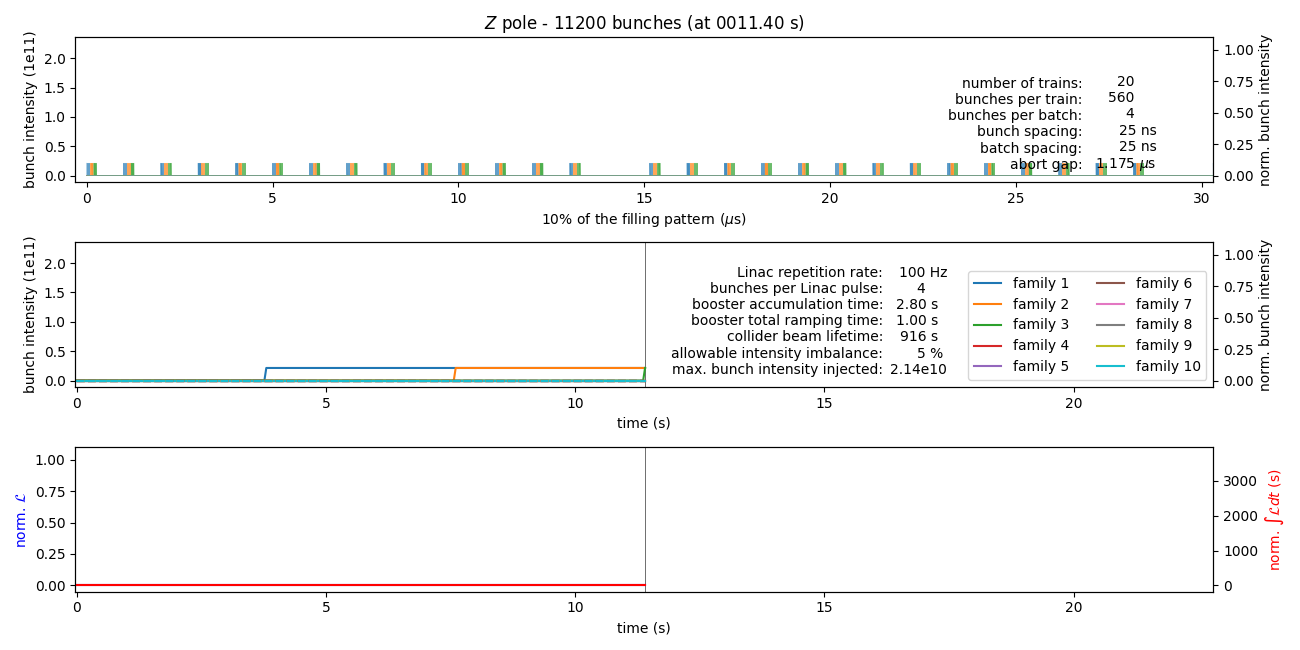 Z pole - 11200 bunches (at 0011.40 s)
bunch intensity (1e11)
2.0
1.5
1.0
0.5
0.0
1.00
0.75
0.50
0.25
0.00
norm. bunch intensity
number of trains: 20
bunches per train: 560
bunches per batch: 4
bunch spacing: 25 ns
batch spacing: 25 ns
abort gap: 1.175 μs
0 5 10 15 20 25 30
10% of the filling pattern (μs)
bunch intensity (1e11)
2.0
1.5
1.0
0.5
0.0
Linac repetition rate: 100 Hz
bunches per Linac pulse: 4
booster accumulation time: 2.80 s
booster total ramping time: 1.00 s
collider beam lifetime: 916 s
allowable intensity imbalance: 5 %
max. bunch intensity injected: 2.14e10
family 1 family 6
family 2 family 7
family 3 family 8
family 4 family 9
family 5 family 10
1.00
0.75
0.50
0.25
0.00
norm. bunch intensity
0 5 10 15 20
time (s)
norm. ℒ
1.00
0.75
0.50
0.25
0.00
3000
2000
1000
0
norm. ∫ℒdt (s)
0 5 10 15 20
time (s)